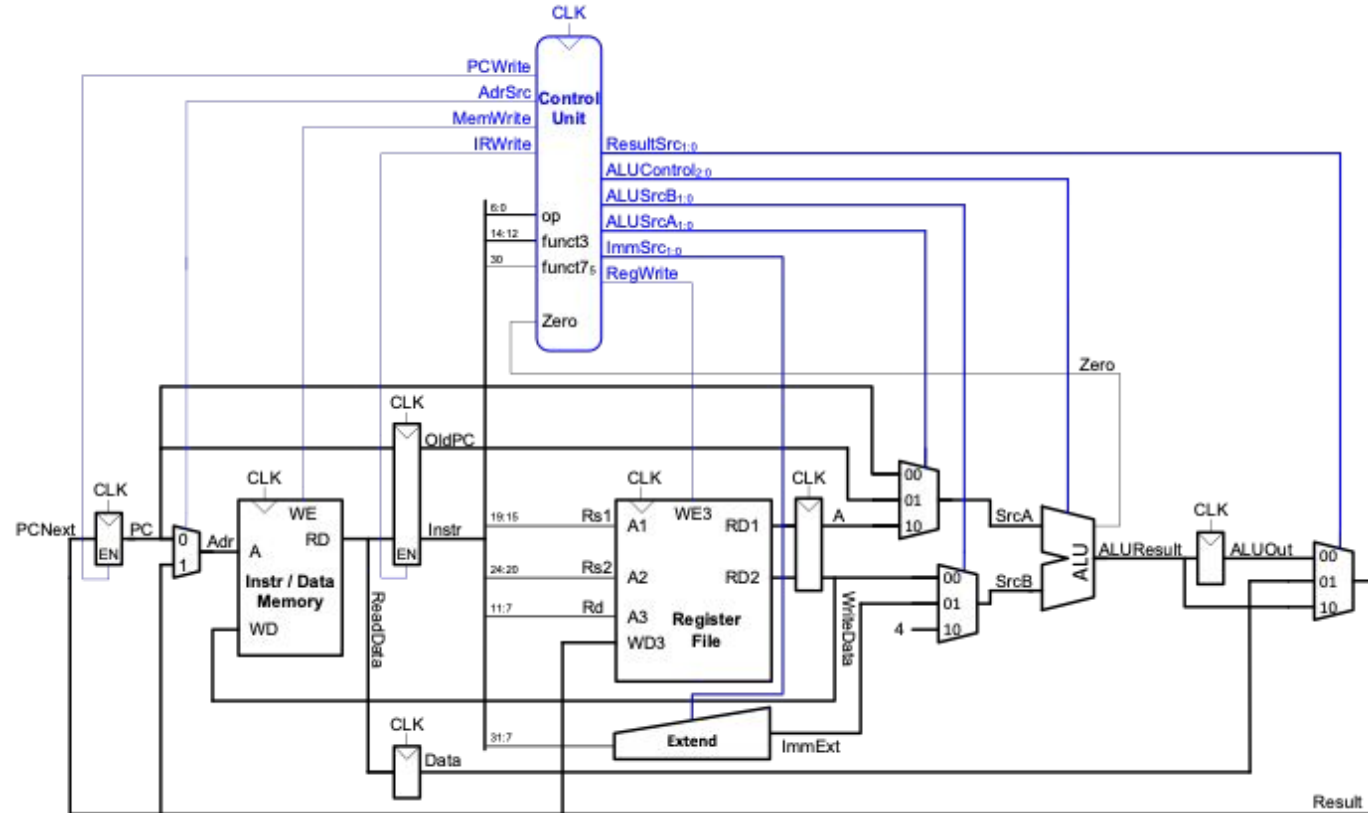 CLK
PCWrite
AdrSrc
MemWrite
IRWrite
Control
Unit
ResultSrc1:0
ALUControl2:0
ALUSrcB1:0
ALUSrcA1:0
ImmSrc1:0
RegWrite
6:0
op
14:12
funct3
30
funct75
Zero
Zero
CLK
OldPC
CLK
CLK
CLK
CLK
CLK
PCNext
EN
PC
0
1
Adr
WE
A
RD
Instr / Data
Memory
WD
ReadData
EN
Instr
19:15
Rs1
A1
WE3
RD1
24:20
Rs2
A2
RD2
11:7
Rd
A3
WD3
Register
File
A
WriteData
00
01
10
SrcA
00
01
10
4
SrcB
ALU
ALUResult
ALUOut
00
01
10
31:7
Extend
ImmExt
CLK
Data
Result